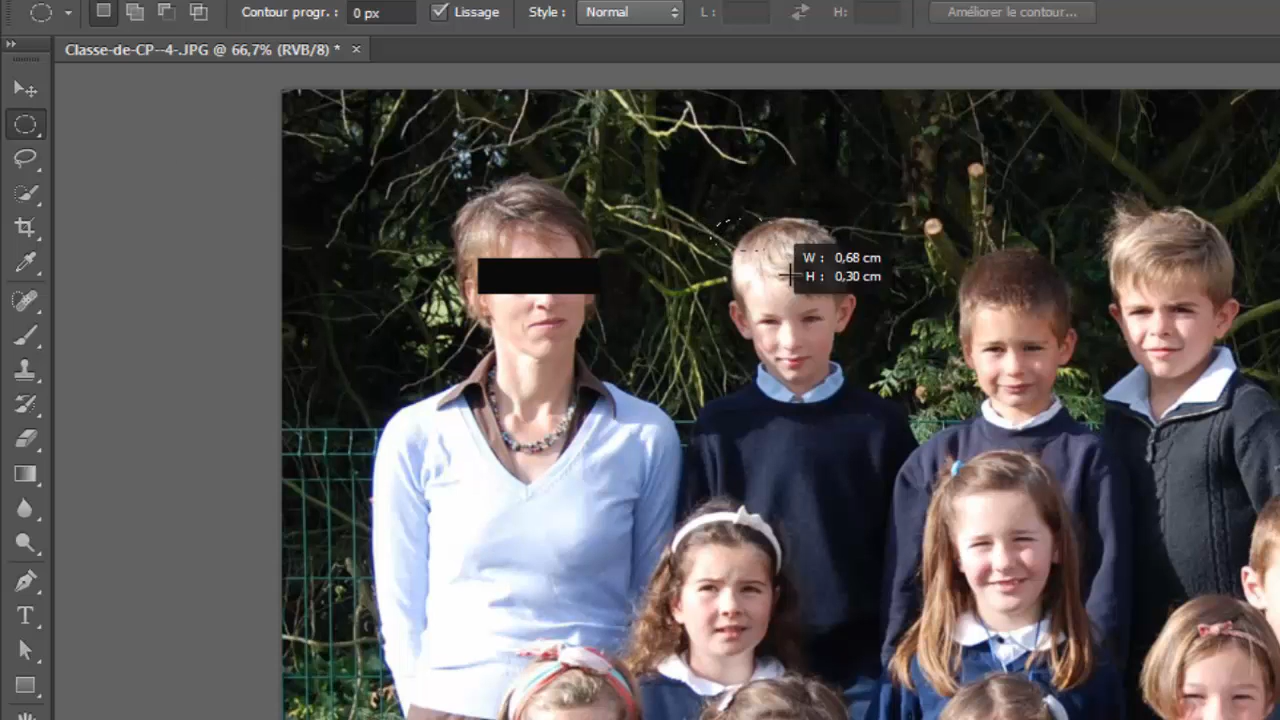 Contour progr. : 0 px Lissage Style : Normal L : H: Améliorer le contour...
Classe-de-CP--4-.JPG @ 66,7% (RVB/8) * ×
W : 0,68 cm
H : 0,30 cm
T